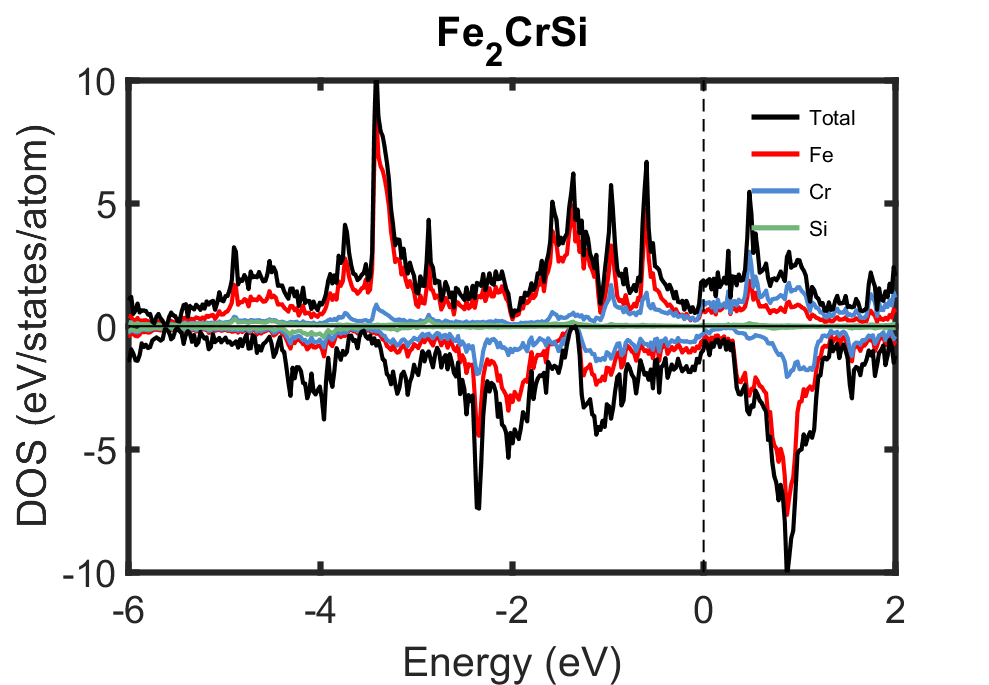 Fe₂CrSi
DOS (eV/states/atom)
10
5
0
-5
-10
Total
Fe
Cr
Si
-6 -4 -2 0 2
Energy (eV)